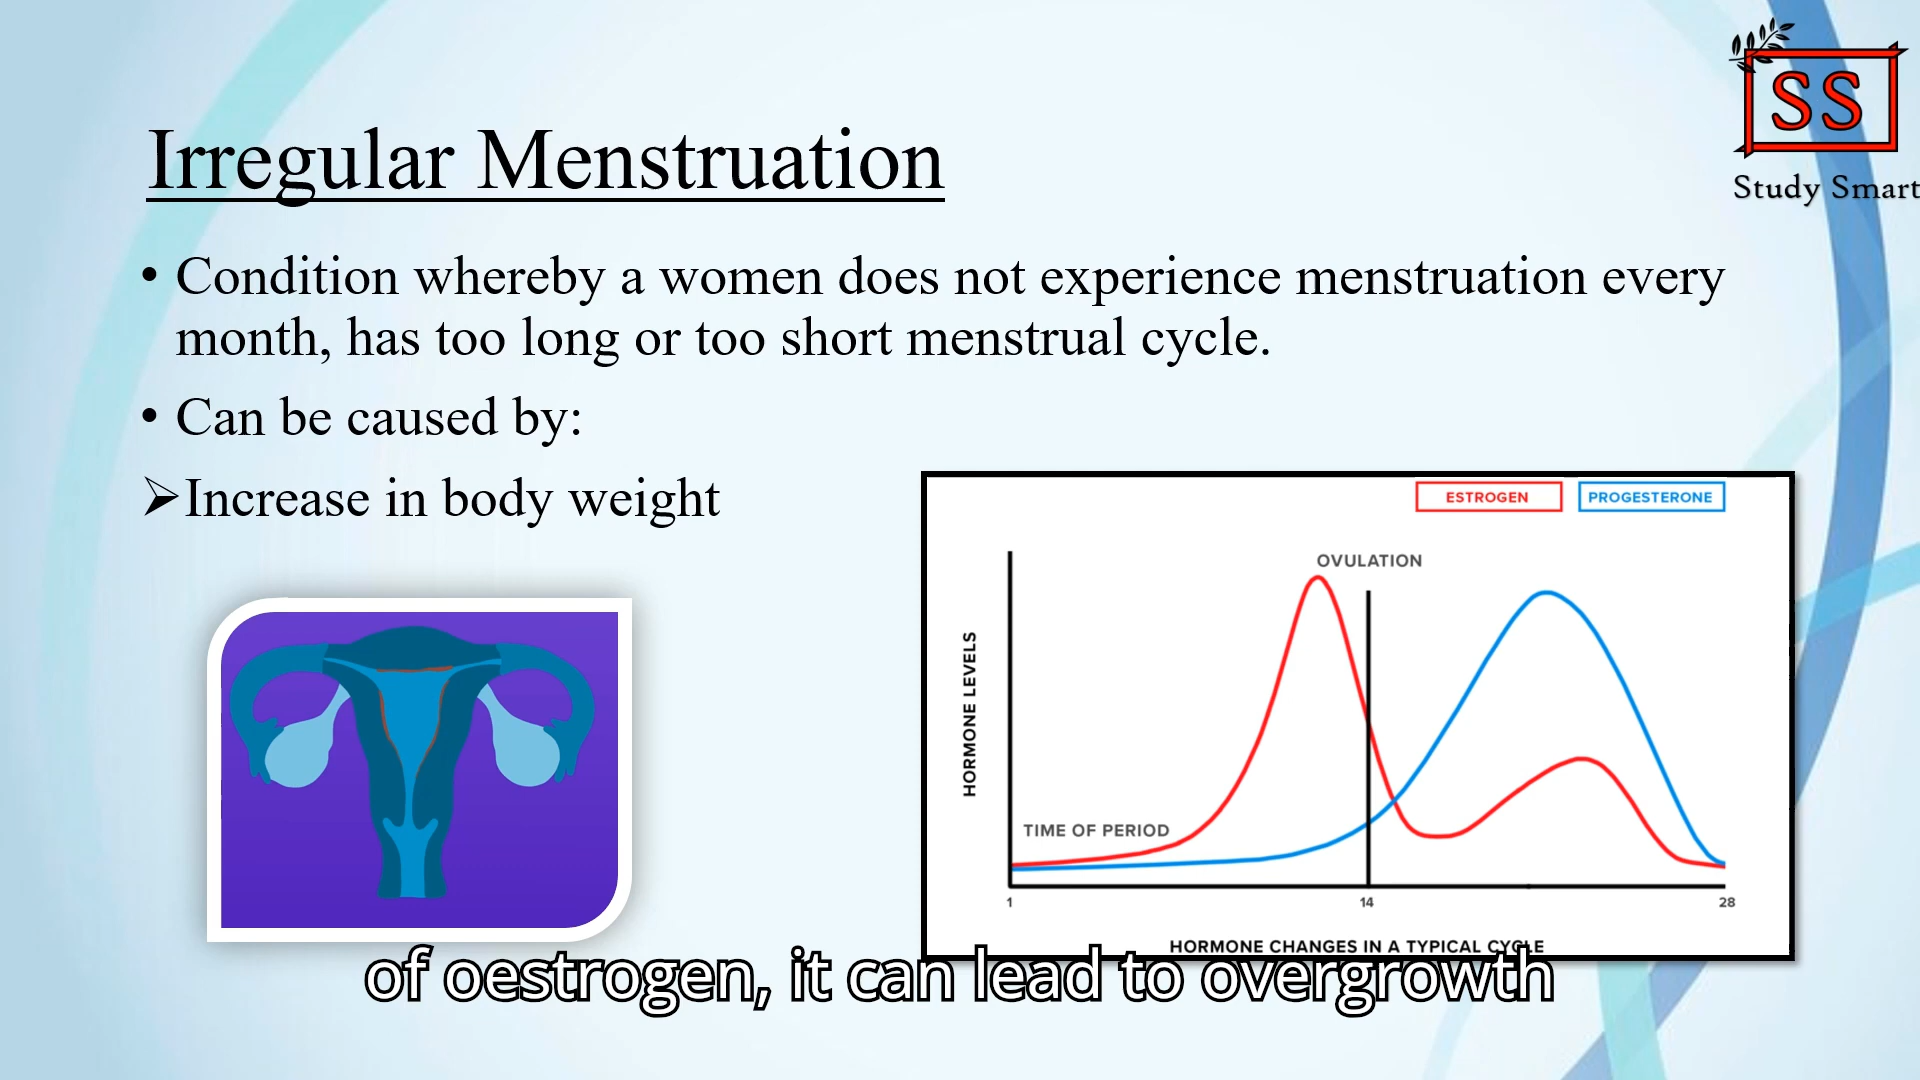 SS
Study Smart
Irregular Menstruation
• Condition whereby a women does not experience menstruation every
month, has too long or too short menstrual cycle.
• Can be caused by:
➢Increase in body weight
ESTROGEN PROGESTERONE
OVULATION
HORMONE LEVELS
TIME OF PERIOD
1 14 28
HORMONE CHANGES IN A TYPICAL CYCLE
of oestrogen, it can lead to overgrowth